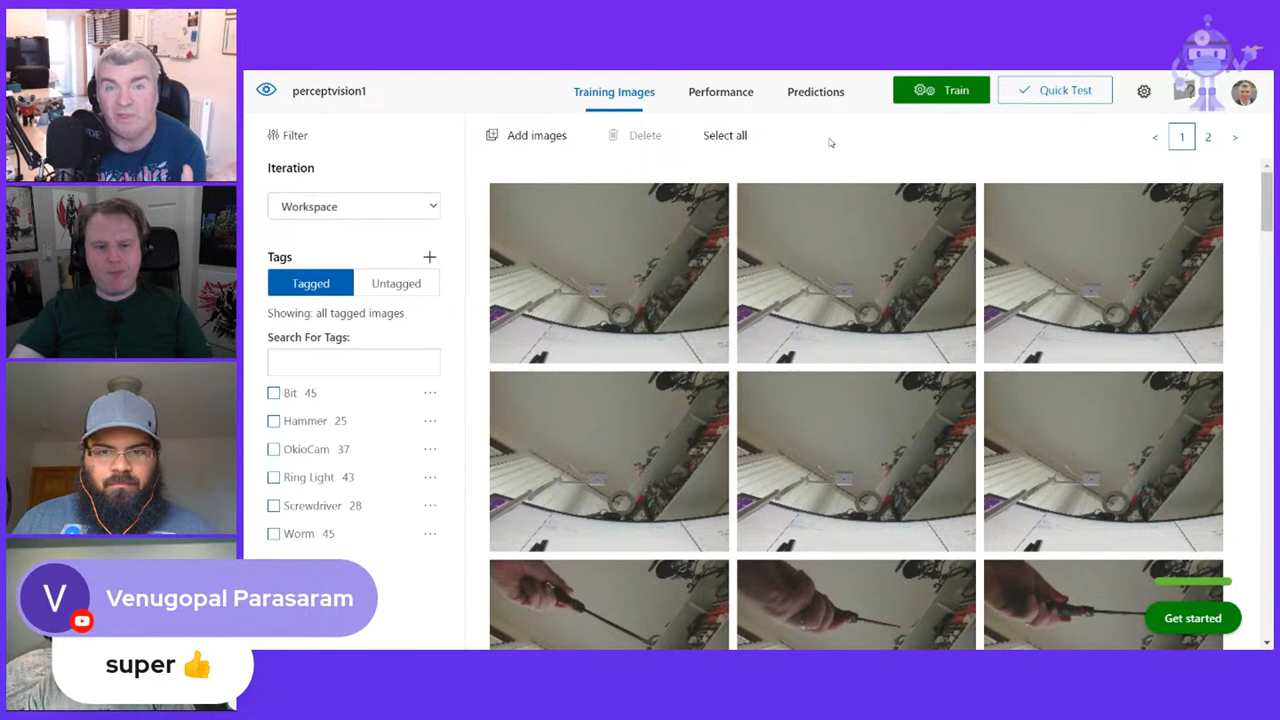 perceptvision1
Training Images
Performance
Predictions
Train
Quick Test
Filter
Add images
Delete
Select all
< 1 2 >
Iteration
Workspace
Tags +
Tagged
Untagged
Showing: all tagged images
Search For Tags:
Bit 45 ...
Hammer 25 ...
OkioCam 37 ...
Ring Light 43 ...
Screwdriver 28 ...
Worm 45 ...
Get started
V
Venugopal Parasaram
super 👍